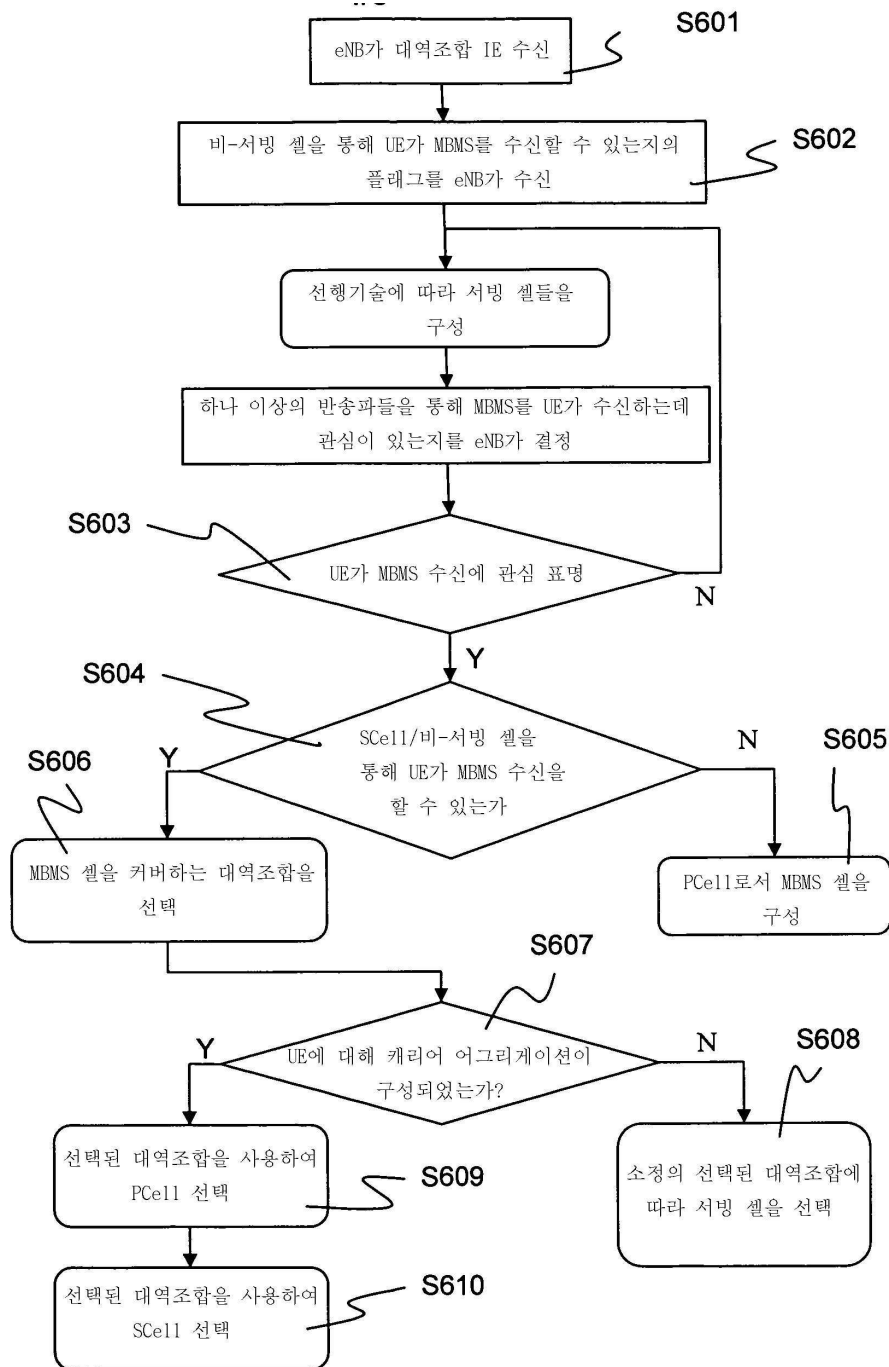 S601
eNB가 대역조합 IE 수신
비-서빙 셀을 통해 UE가 MBMS를 수신할 수 있는지의
플래그를 eNB가 수신
S602
선행기술에 따라 서빙 셀들을
구성
하나 이상의 반송파들을 통해 MBMS를 UE가 수신하는데
관심이 있는지를 eNB가 결정
S603
UE가 MBMS 수신에 관심 표명
N
Y
S604
SCell/비-서빙 셀을
통해 UE가 MBMS 수신을
할 수 있는가
Y
N
S605
S606
MBMS 셀을 커버하는 대역조합을
선택
PCell로서 MBMS 셀을
구성
S607
UE에 대해 캐리어 어그리게이션이
구성되었는가?
Y
N
S608
선택된 대역조합을 사용하여
PCell 선택
S609
소정의 선택된 대역조합에
따라 서빙 셀을 선택
선택된 대역조합을 사용하여
SCell 선택
S610